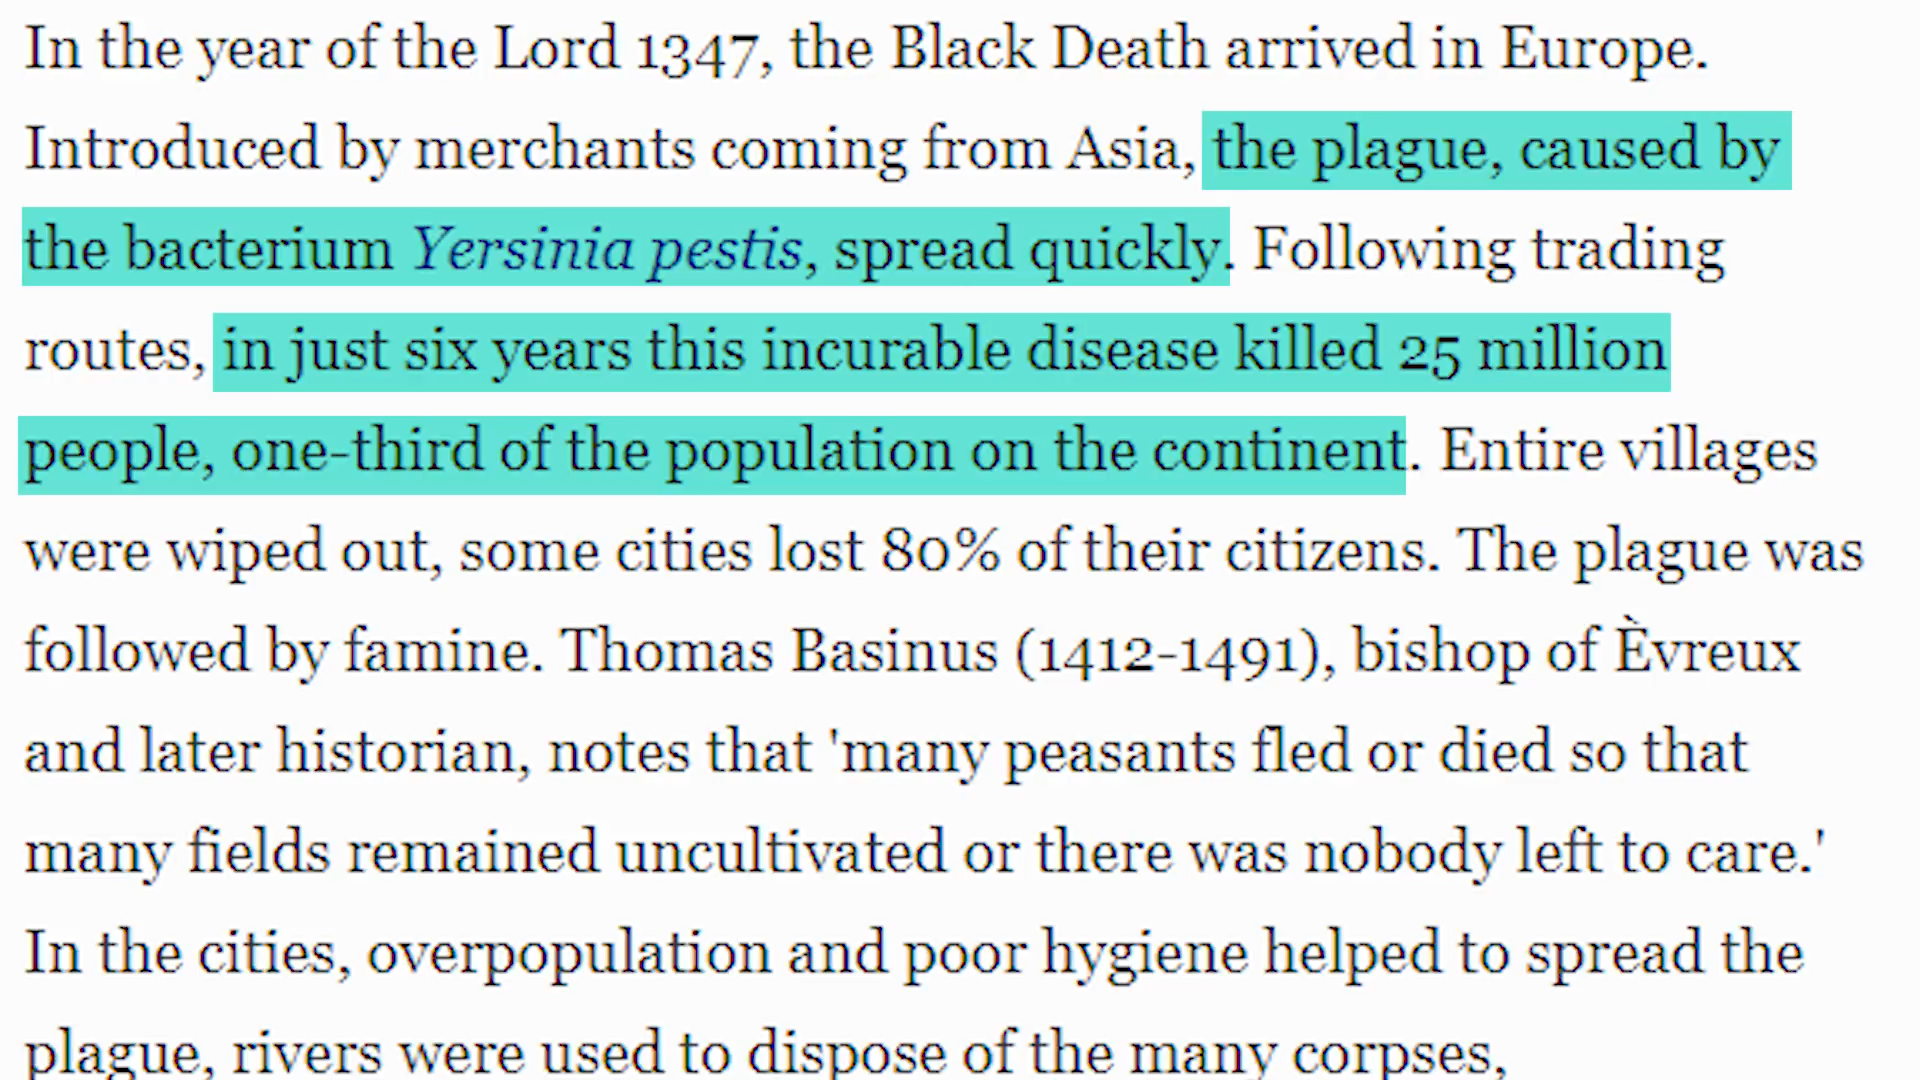 In the year of the Lord 1347, the Black Death arrived in Europe.
Introduced by merchants coming from Asia, the plague, caused by
the bacterium Yersinia pestis, spread quickly. Following trading
routes, in just six years this incurable disease killed 25 million
people, one-third of the population on the continent. Entire villages
were wiped out, some cities lost 80% of their citizens. The plague was
followed by famine. Thomas Basinus (1412-1491), bishop of Èvreux
and later historian, notes that 'many peasants fled or died so that
many fields remained uncultivated or there was nobody left to care.'
In the cities, overpopulation and poor hygiene helped to spread the
plague, rivers were used to dispose of the many corpses,